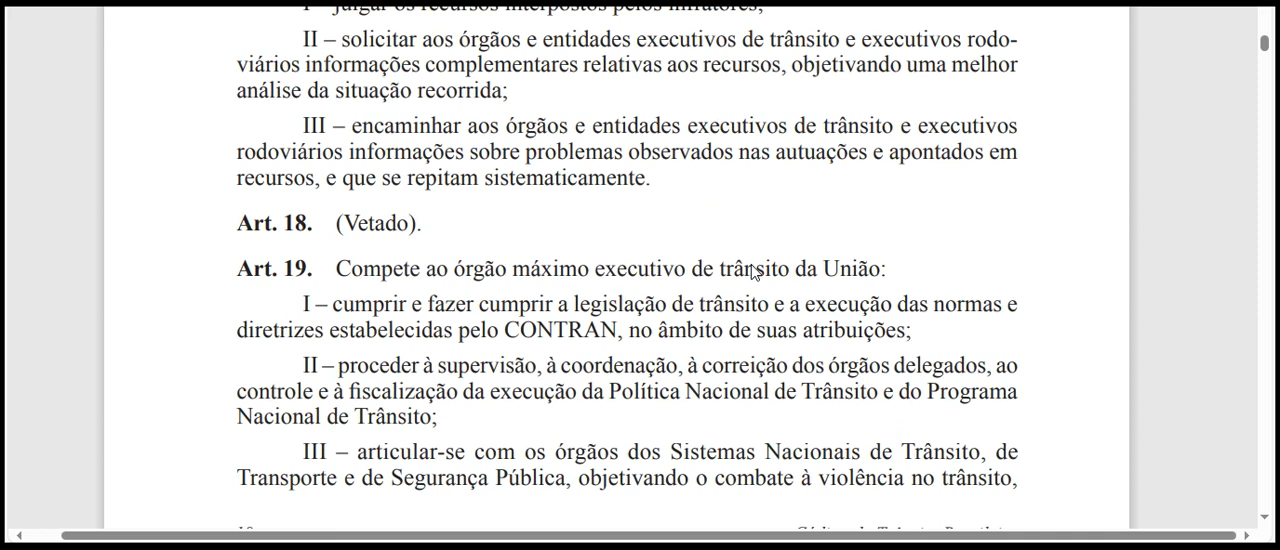 I – julgar os recursos interpostos pelos infratores;
II – solicitar aos órgãos e entidades executivos de trânsito e executivos rodo-
viários informações complementares relativas aos recursos, objetivando uma melhor
análise da situação recorrida;
III – encaminhar aos órgãos e entidades executivos de trânsito e executivos
rodoviários informações sobre problemas observados nas autuações e apontados em
recursos, e que se repitam sistematicamente.
Art. 18. (Vetado).
Art. 19. Compete ao órgão máximo executivo de trânsito da União:
I – cumprir e fazer cumprir a legislação de trânsito e a execução das normas e
diretrizes estabelecidas pelo CONTRAN, no âmbito de suas atribuições;
II – proceder à supervisão, à coordenação, à correição dos órgãos delegados, ao
controle e à fiscalização da execução da Política Nacional de Trânsito e do Programa
Nacional de Trânsito;
III – articular-se com os órgãos dos Sistemas Nacionais de Trânsito, de
Transporte e de Segurança Pública, objetivando o combate à violência no trânsito,